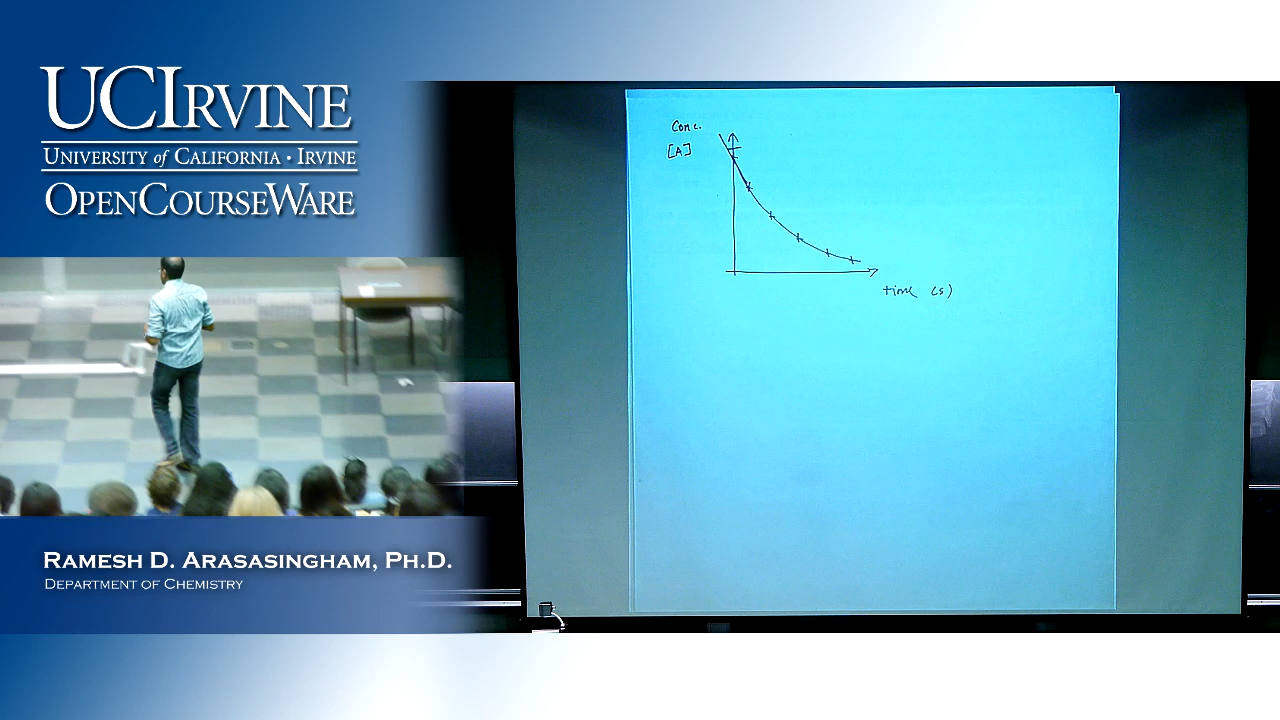 UCIRVINE
UNIVERSITY of CALIFORNIA · IRVINE
OPENCOURSEWARE
Conc.
[A]
time (s)
RAMESH D. ARASASINGHAM, PH.D.
DEPARTMENT OF CHEMISTRY